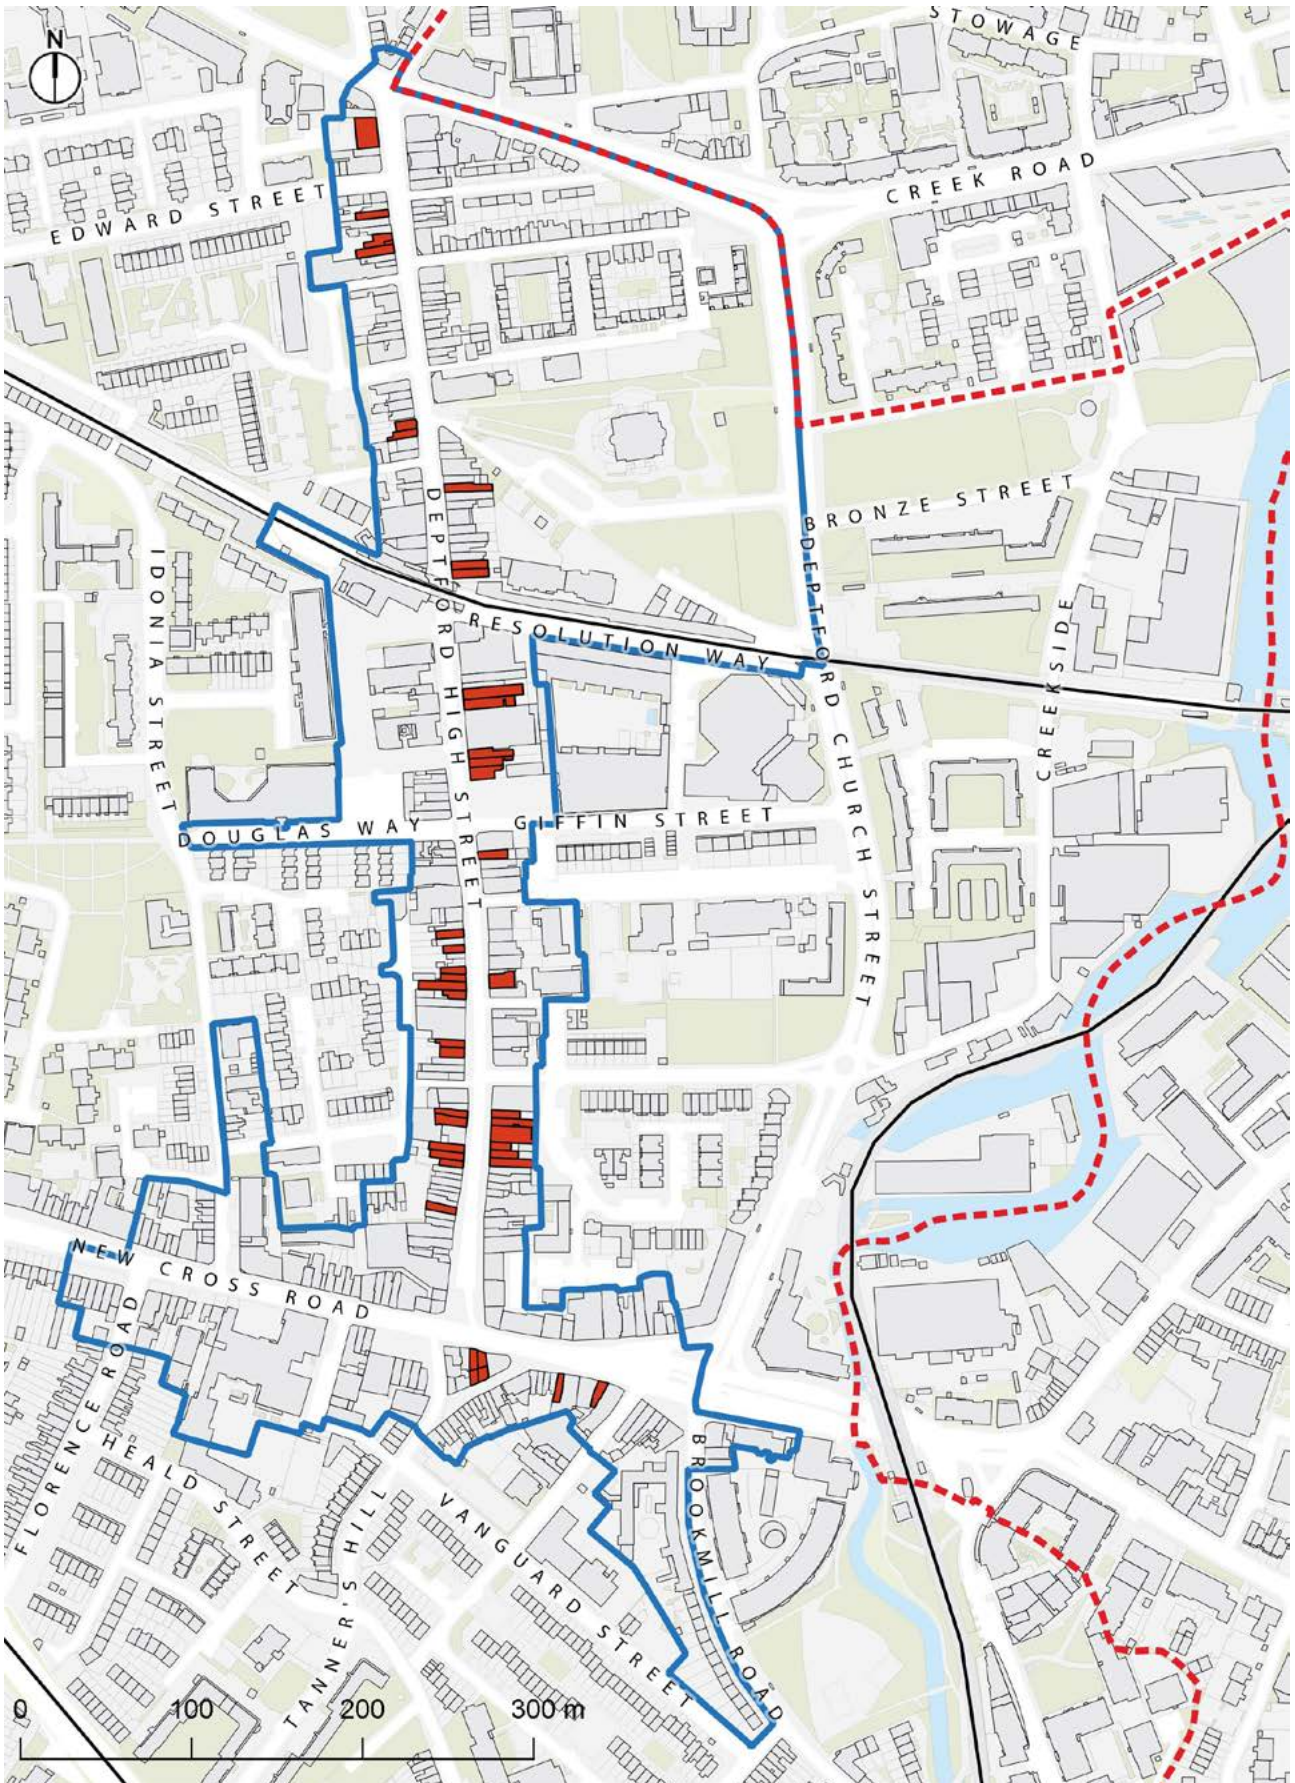 STOWAGE
N
CREEK ROAD
EDWARD STREET
BRONZE STREET
DEPTFORD HIGH STREET
DEPTFORD CHURCH STREET
IDONIA STREET
RESOLUTION WAY
CREEKSIDE
DOUGLAS WAY
GIFFIN STREET
NEW CROSS ROAD
FLORENCE ROAD
HEALD STREET
TANNER'S HILL
VANGUARD STREET
BROOKMILL ROAD
0 100 200 300 m